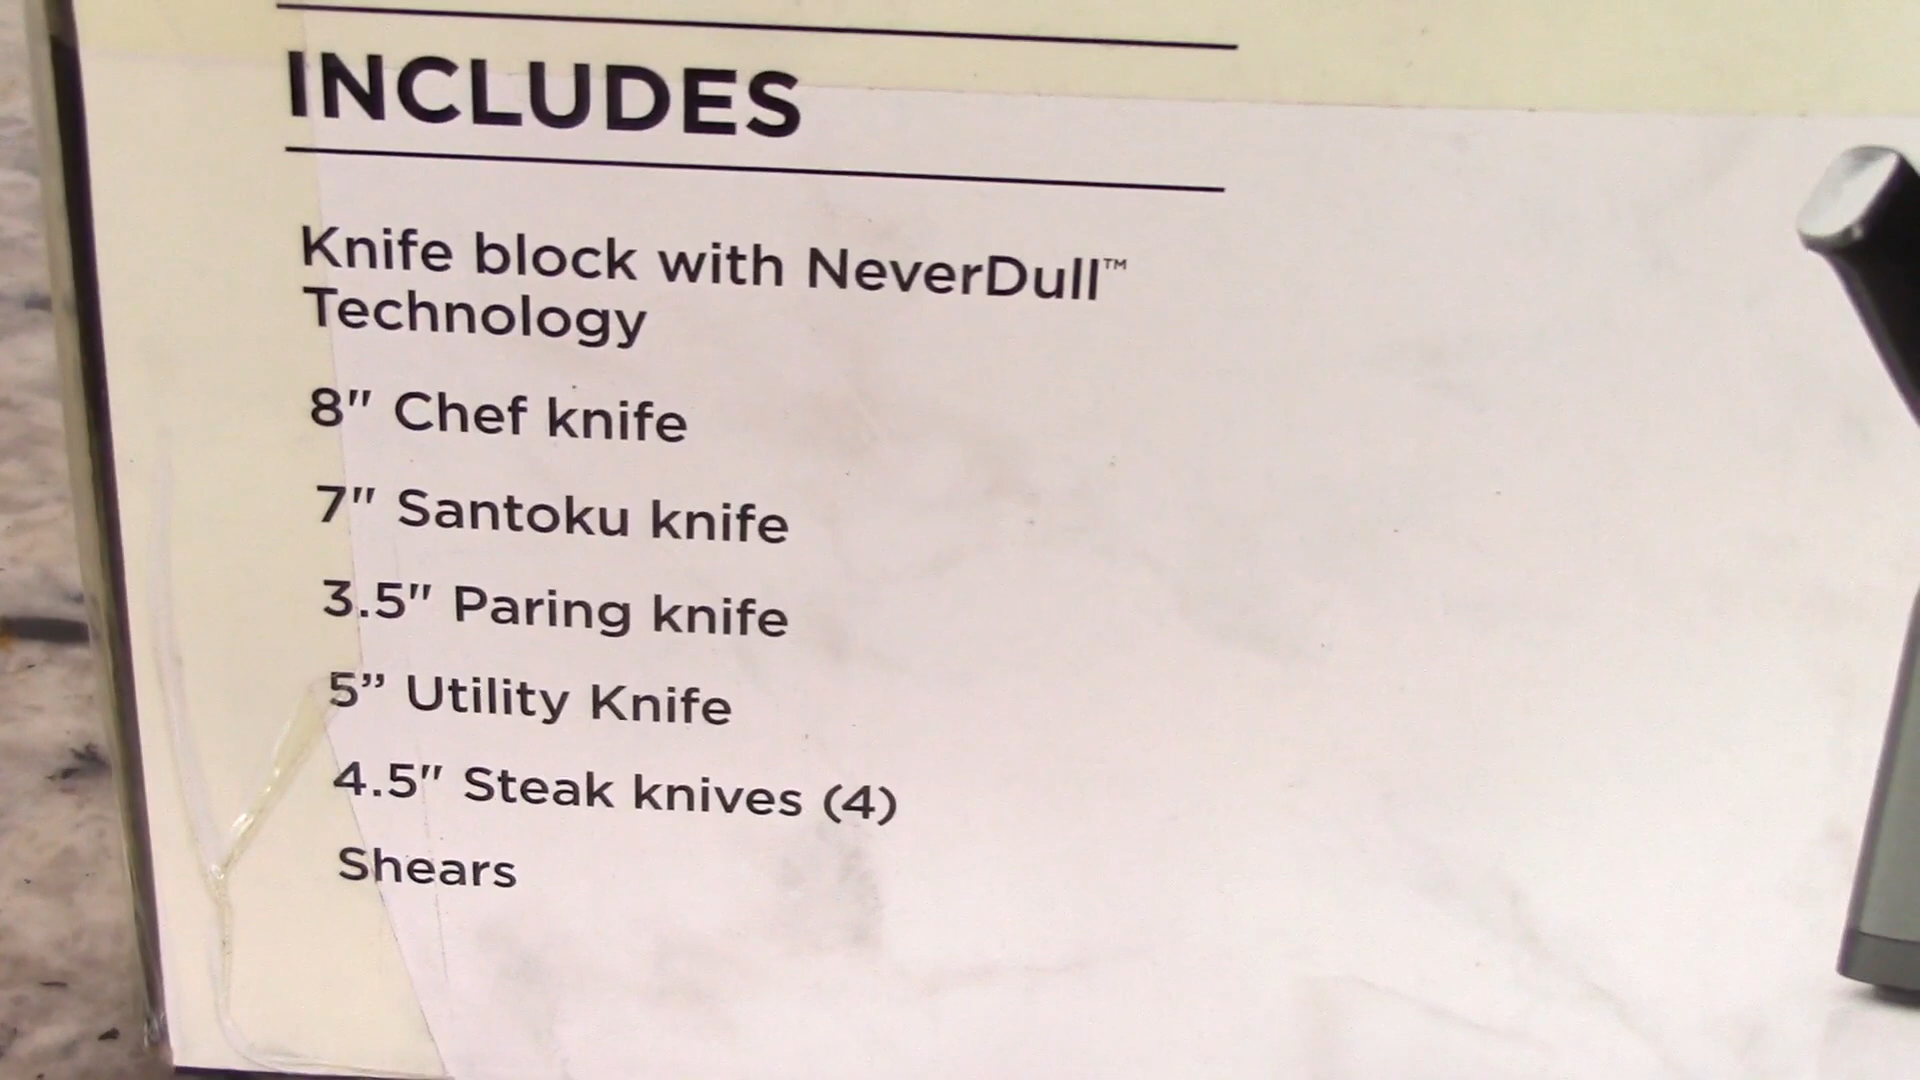 INCLUDES
Knife block with NeverDull™
Technology
8" Chef knife
7" Santoku knife
3.5" Paring knife
5” Utility Knife
4.5" Steak knives (4)
Shears